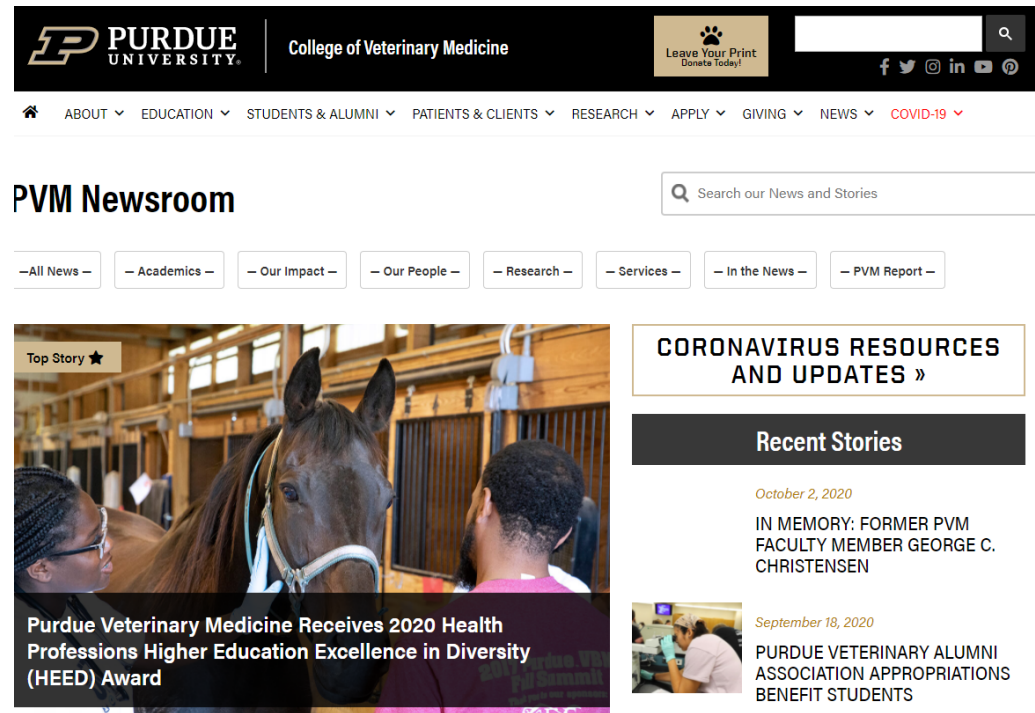 PURDUE
UNIVERSITY®
College of Veterinary Medicine
Leave Your Print
Donate Today!
ABOUT
EDUCATION
STUDENTS & ALUMNI
PATIENTS & CLIENTS
RESEARCH
APPLY
GIVING
NEWS
COVID-19
PVM Newsroom
Search our News and Stories
—All News —
— Academics —
— Our Impact —
— Our People —
— Research —
— Services —
— In the News —
— PVM Report —
Top Story
Purdue Veterinary Medicine Receives 2020 Health
Professions Higher Education Excellence in Diversity
(HEED) Award
CORONAVIRUS RESOURCES
AND UPDATES »
Recent Stories
October 2, 2020
IN MEMORY: FORMER PVM
FACULTY MEMBER GEORGE C.
CHRISTENSEN
September 18, 2020
PURDUE VETERINARY ALUMNI
ASSOCIATION APPROPRIATIONS
BENEFIT STUDENTS